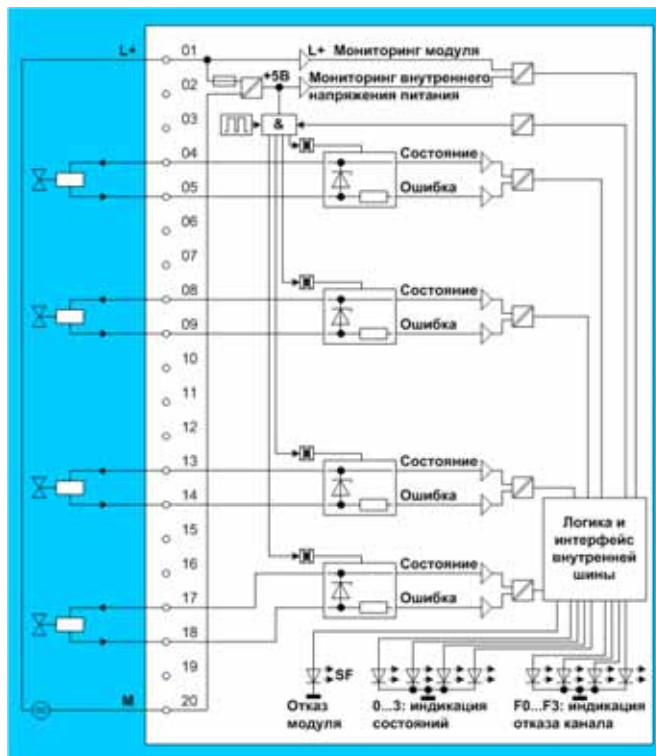 L+
01
L+ Мониторинг модуля
02
+5В
Мониторинг внутреннего
напряжения питания
03
&
04
Состояние
05
Ошибка
06
07
08
Состояние
09
Ошибка
10
11
12
13
Состояние
14
Ошибка
15
Логика и
интерфейс
внутренней
шины
16
17
Состояние
Ошибка
18
19
SF
M
20
Отказ
модуля
0...3: индикация
состояний
F0...F3: индикация
отказа канала